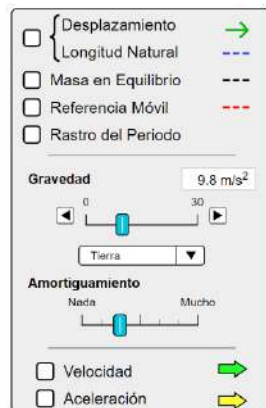 Desplazamiento
Longitud Natural
Masa en Equilibrio
Referencia Móvil
Rastro del Periodo
Gravedad 9.8 m/s²
0 30
Tierra
Amortiguamiento
Nada Mucho
Velocidad
Aceleración